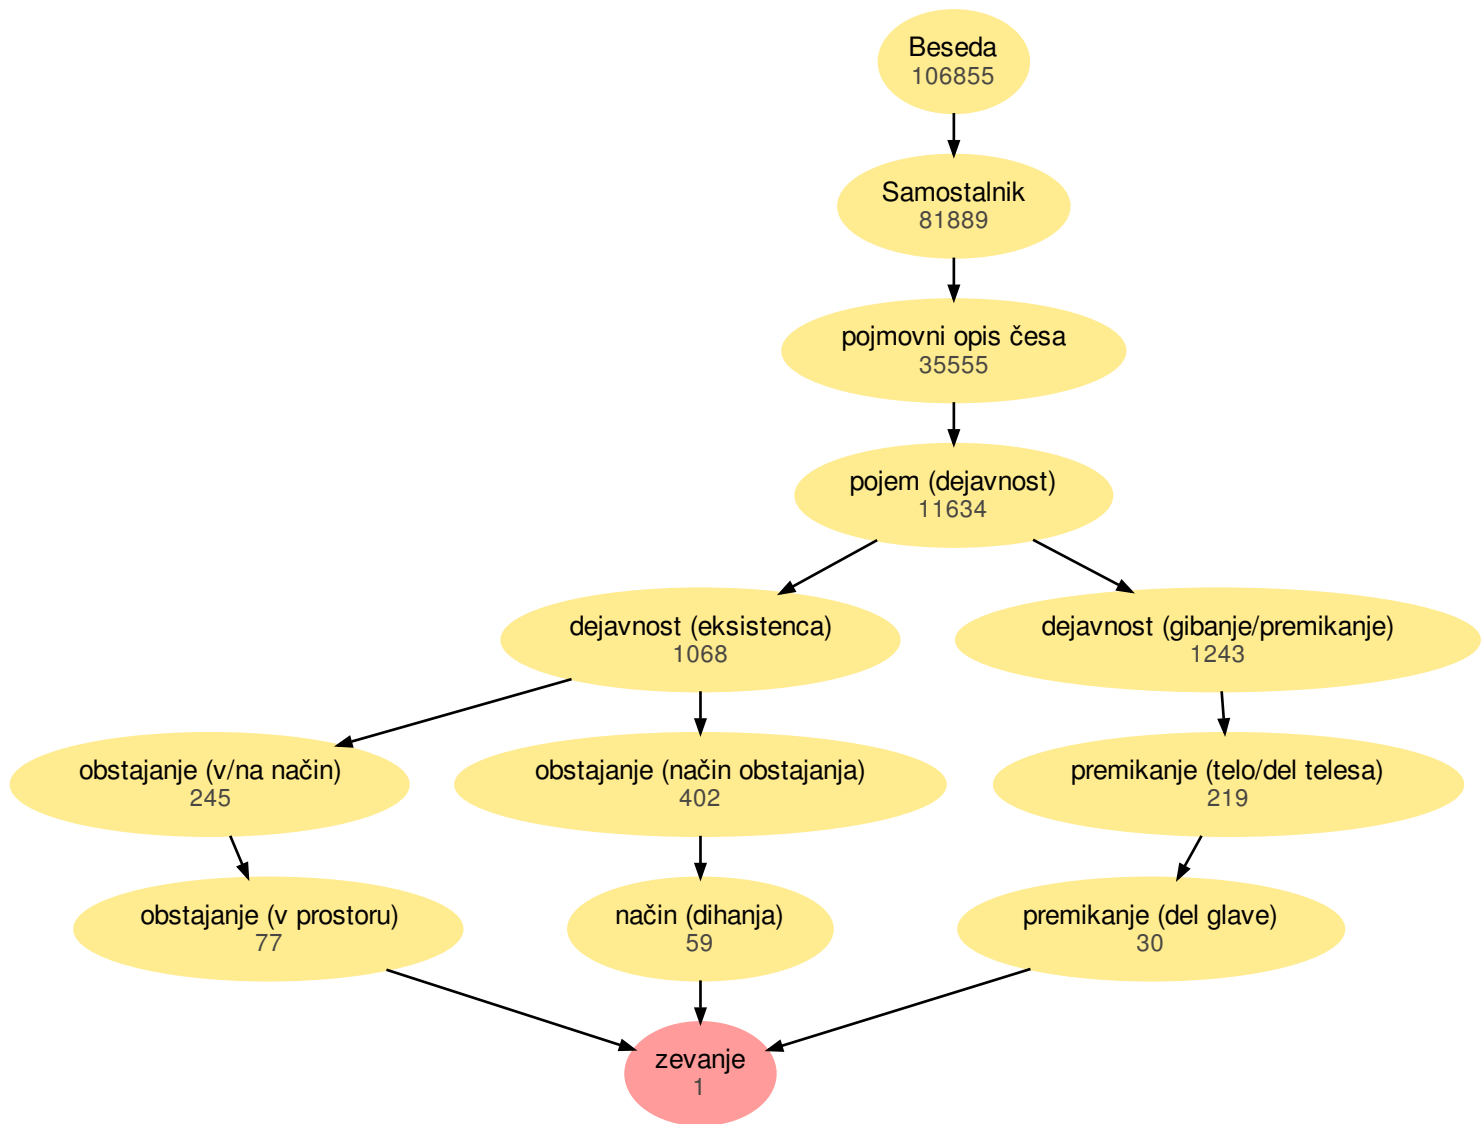 Beseda
106855
Samostalnik
81889
pojmovni opis česa
35555
pojem (dejavnost)
11634
dejavnost (eksistenca)
1068
dejavnost (gibanje/premikanje)
1243
obstajanje (v/na način)
245
obstajanje (način obstajanja)
402
premikanje (telo/del telesa)
219
obstajanje (v prostoru)
77
način (dihanja)
59
premikanje (del glave)
30
zevanje
1